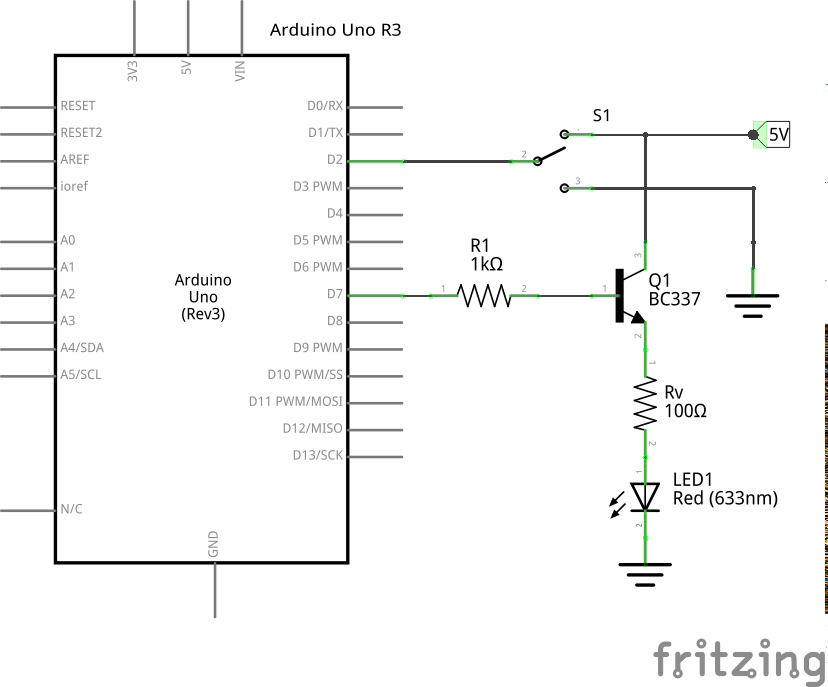 Arduino Uno R3
3V3
5V
VIN
RESET
RESET2
AREF
ioref
A0
A1
A2
A3
A4/SDA
A5/SCL
N/C
Arduino
Uno
(Rev3)
D0/RX
D1/TX
D2
D3 PWM
D4
D5 PWM
D6 PWM
D7
D8
D9 PWM
D10 PWM/SS
D11 PWM/MOSI
D12/MISO
D13/SCK
GND
S1
2
3
5V
R1
1kΩ
1
2
1
3
2
Q1
BC337
1
Rv
100Ω
2
1
LED1
Red (633nm)
2
fritzing